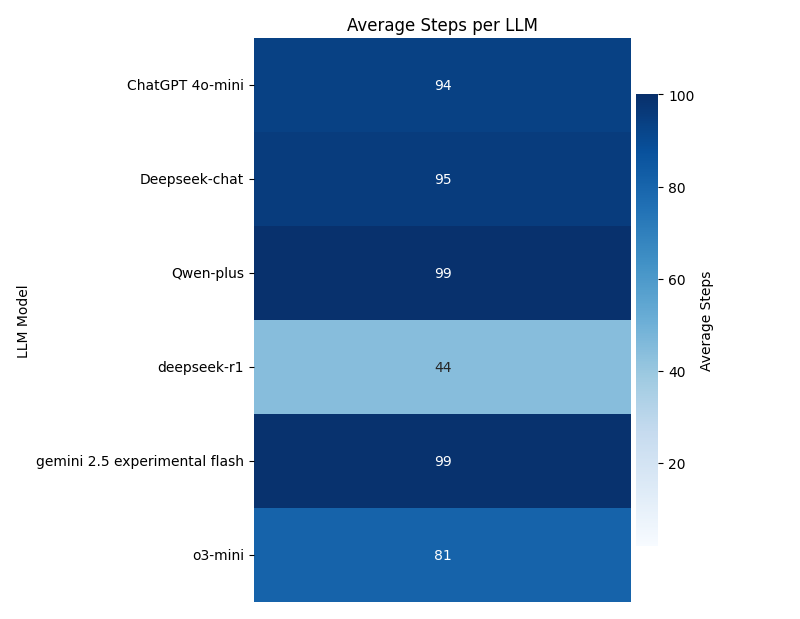 Average Steps per LLM
LLM Model
ChatGPT 4o-mini
94
Deepseek-chat
95
Qwen-plus
99
deepseek-r1
44
gemini 2.5 experimental flash
99
o3-mini
81
100
80
60
40
20
Average Steps